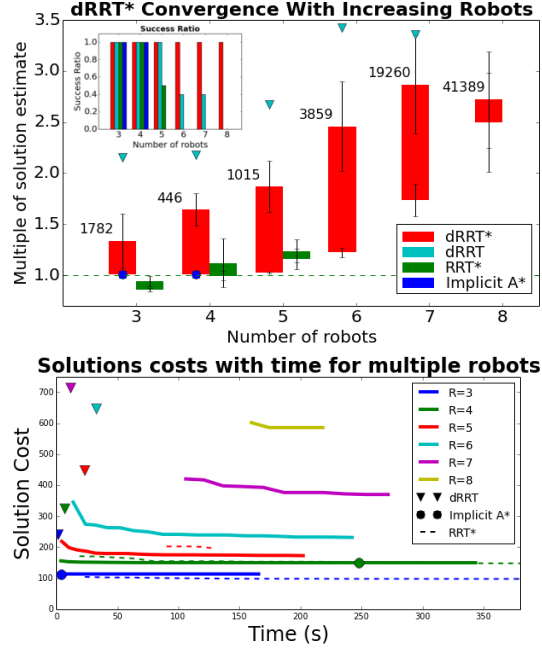 dRRT* Convergence With Increasing Robots
Multiple of solution estimate
3.5
3.0
2.5
2.0
1.5
1.0
Success Ratio
Success Ratio
1.0
0.8
0.6
0.4
0.2
0.0
3 4 5 6 7 8
Number of robots
1782
446
1015
3859
19260
41389
dRRT*
dRRT
RRT*
Implicit A*
3 4 5 6 7 8
Number of robots
Solutions costs with time for multiple robots
Solution Cost
700
600
500
400
300
200
100
R=3
R=4
R=5
R=6
R=7
R=8
dRRT
Implicit A*
RRT*
0 50 100 150 200 250 300 350
Time (s)